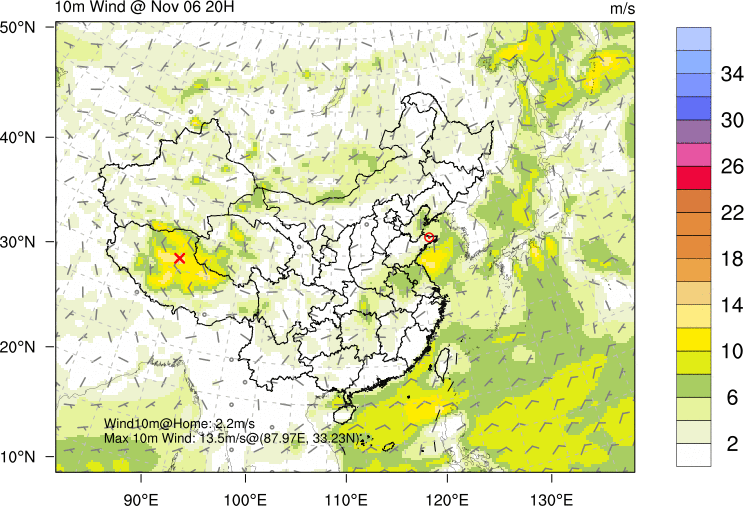 10m Wind @ Nov 06 20H
m/s
50°N
40°N
30°N
20°N
10°N
90°E
100°E
110°E
120°E
130°E
Wind10m@Home: 2.2m/s
Max 10m Wind: 13.5m/s@(87.97E, 33.23N)
34
30
26
22
18
14
10
6
2